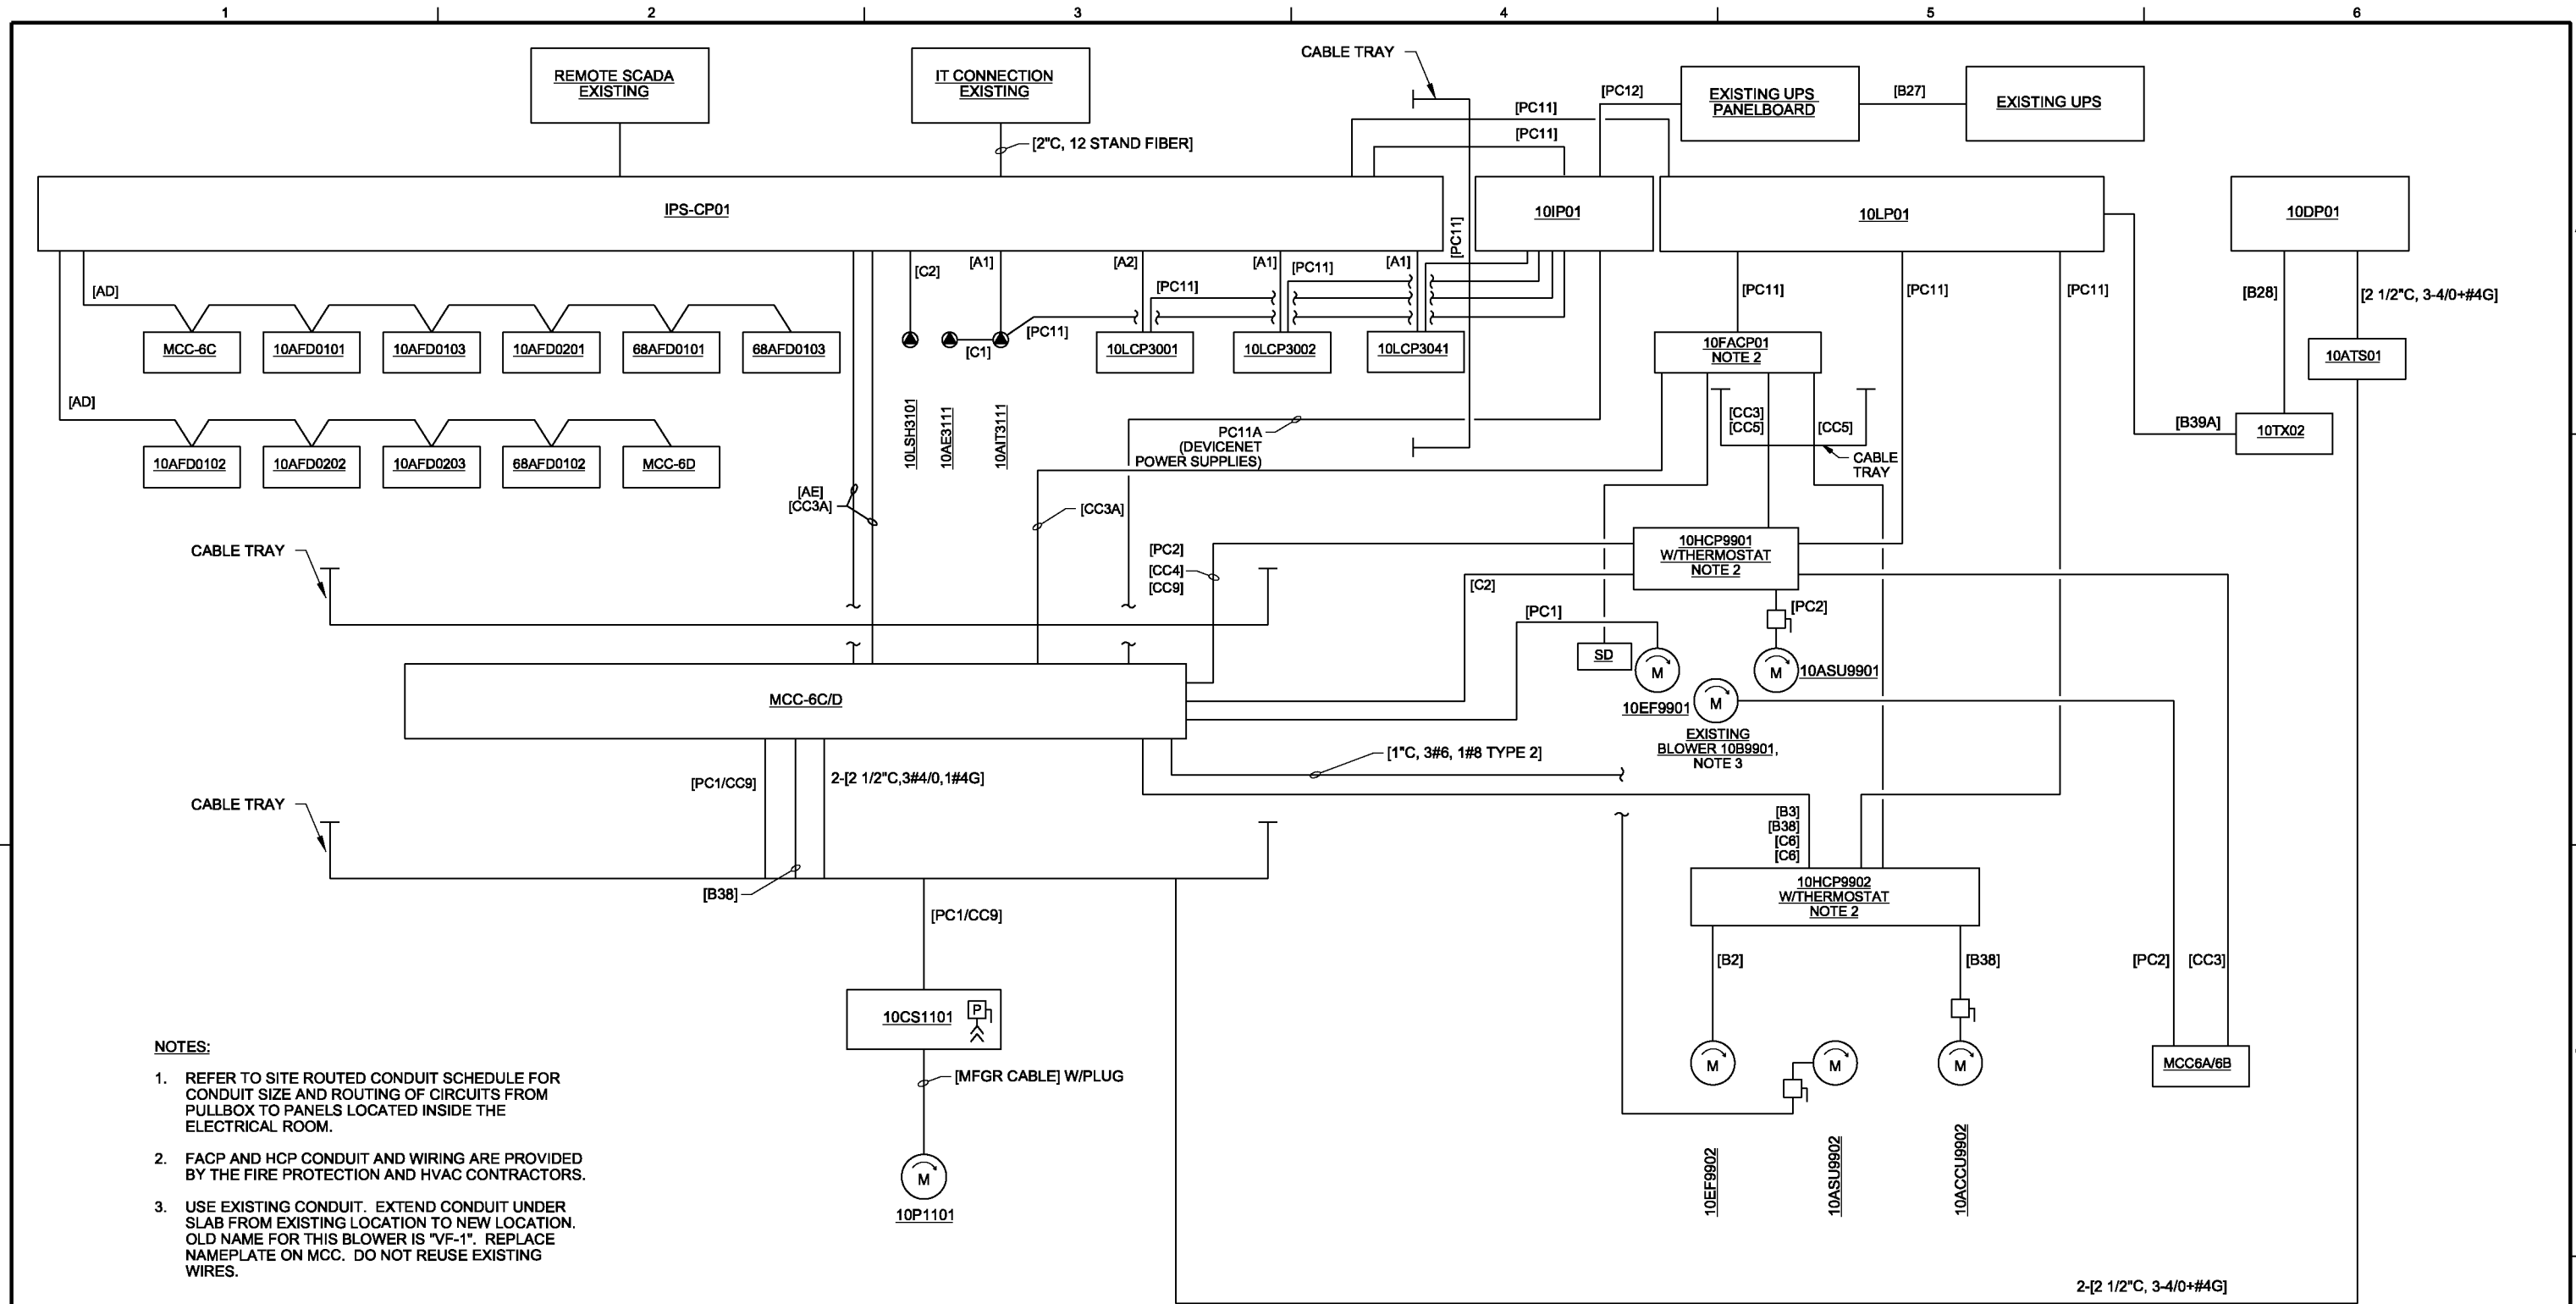 1 2 3 4 5 6
CABLE TRAY
REMOTE SCADA
EXISTING
IT CONNECTION
EXISTING
[2"C, 12 STAND FIBER]
[PC11]
[PC11]
[PC12]
EXISTING UPS
PANELBOARD
[B27]
EXISTING UPS
IPS-CP01
[PC11]
10IP01
10LP01
10DP01
[AD]
[C2]
[A1]
[A2]
[A1]
[A1]
[PC11]
[PC11]
[PC11]
[PC11]
[PC11]
[PC11]
[B28]
[2 1/2"C, 3-4/0+#4G]
MCC-6C
10AFD0101
10AFD0103
10AFD0201
68AFD0101
68AFD0103
[C1]
10LCP3001
10LCP3002
10LCP3041
10FACP01
NOTE 2
10ATS01
[AD]
10LSH3101
10AE3111
10AIT3111
PC11A
(DEVICENET
POWER SUPPLIES)
[CC3]
[CC5]
[CC5]
CABLE
TRAY
[B39A]
10TX02
10AFD0102
10AFD0202
10AFD0203
68AFD0102
MCC-6D
[AE]
[CC3A]
[CC3A]
CABLE TRAY
[PC2]
[CC4]
[CC9]
10HCP9901
W/THERMOSTAT
NOTE 2
[C2]
[PC1]
[PC2]
SD
M
M
10ASU9901
MCC-6C/D
10EF9901
M
EXISTING
BLOWER 10B9901,
NOTE 3
[PC1/CC9]
2-[2 1/2"C,3#4/0,1#4G]
[1"C, 3#6, 1#8 TYPE 2]
CABLE TRAY
[B3]
[B38]
[C6]
[C6]
[B38]
10HCP9902
W/THERMOSTAT
NOTE 2
[PC1/CC9]
[B2]
[B38]
[PC2]
[CC3]
10CS1101
P
M
M
M
MCC6A/6B
[MFGR CABLE] W/PLUG
M
10P1101
10EF9902
10ASU9902
10ACCU9902
NOTES:
1. REFER TO SITE ROUTED CONDUIT SCHEDULE FOR
CONDUIT SIZE AND ROUTING OF CIRCUITS FROM
PULLBOX TO PANELS LOCATED INSIDE THE
ELECTRICAL ROOM.
2. FACP AND HCP CONDUIT AND WIRING ARE PROVIDED
BY THE FIRE PROTECTION AND HVAC CONTRACTORS.
3. USE EXISTING CONDUIT. EXTEND CONDUIT UNDER
SLAB FROM EXISTING LOCATION TO NEW LOCATION.
OLD NAME FOR THIS BLOWER IS "VF-1". REPLACE
NAMEPLATE ON MCC. DO NOT REUSE EXISTING
WIRES.
2-[2 1/2"C, 3-4/0+#4G]